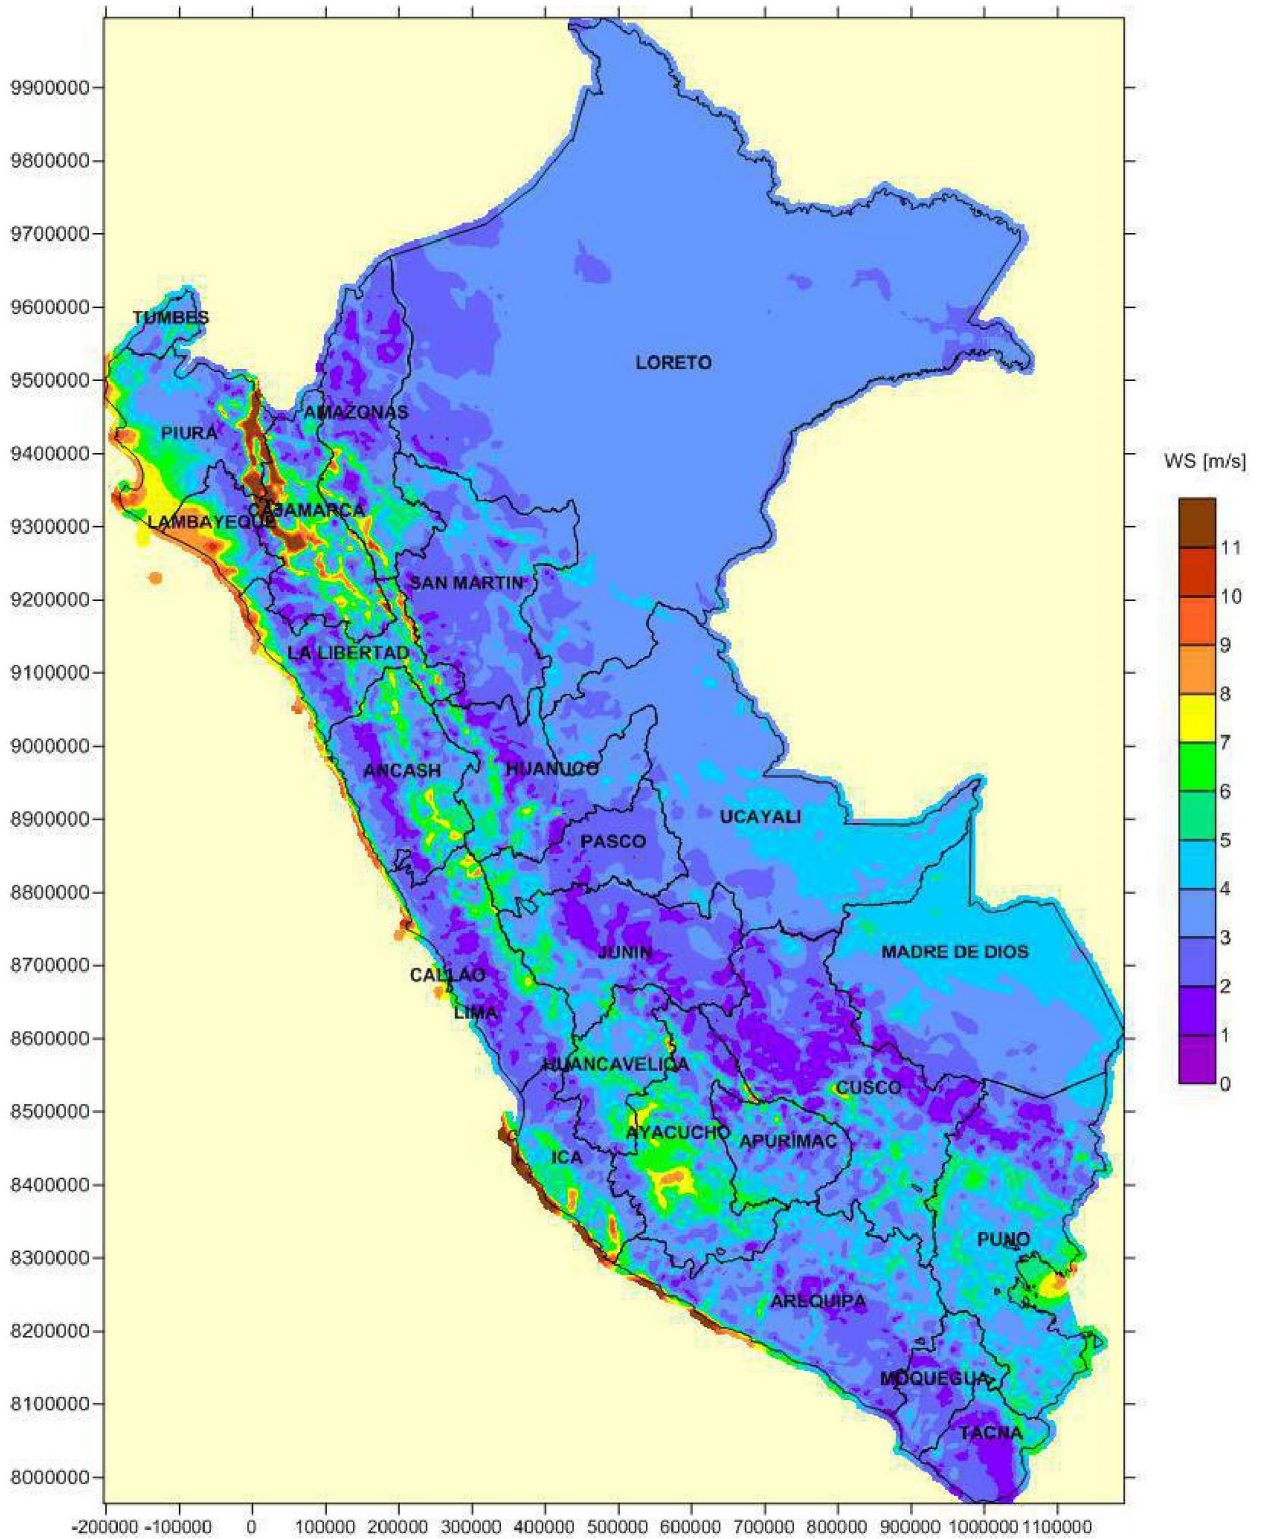 9900000
9800000
9700000
9600000
9500000
9400000
9300000
9200000
9100000
9000000
8900000
8800000
8700000
8600000
8500000
8400000
8300000
8200000
8100000
8000000
-200000 -100000 0 100000 200000 300000 400000 500000 600000 700000 800000 900000 1000000 1100000
TUMBES
LORETO
AMAZONAS
PIURA
CAJAMARCA
LAMBAYEQUE
SAN MARTIN
LA LIBERTAD
ANCASH
HUANUCO
UCAYALI
PASCO
JUNIN
MADRE DE DIOS
CALLAO
LIMA
HUANCAVELICA
CUSCO
AYACUCHO
APURIMAC
ICA
PUNO
AREQUIPA
MOQUEGUA
TACNA
WS [m/s]
11
10
9
8
7
6
5
4
3
2
1
0